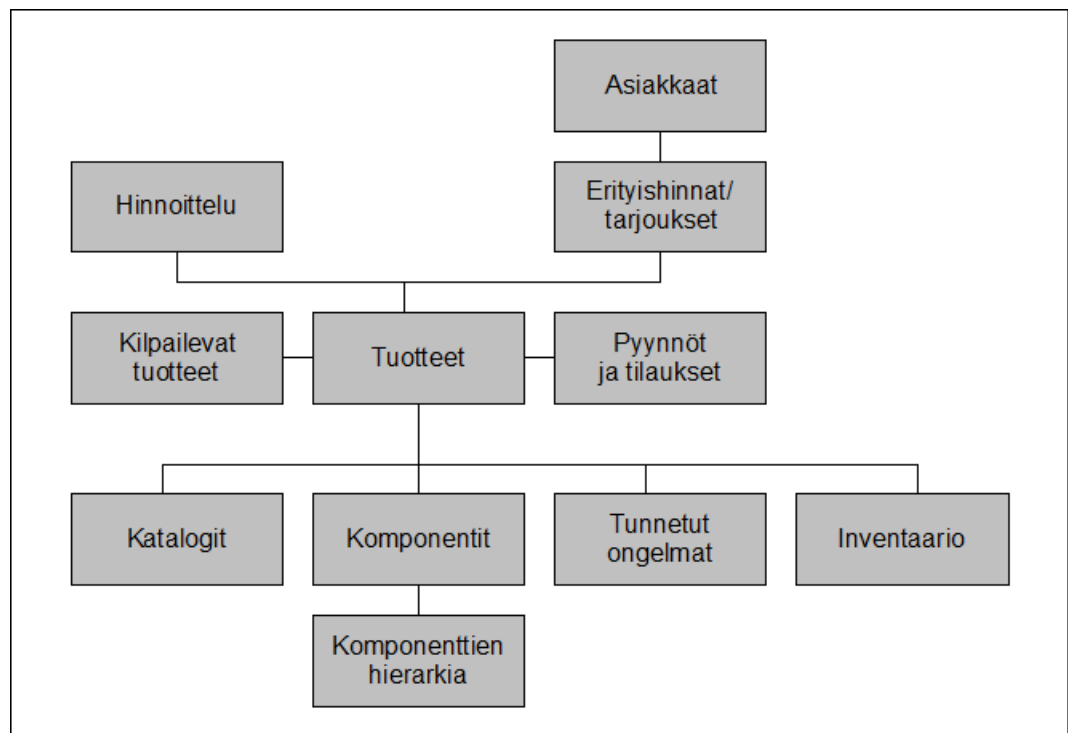 Asiakkaat
Hinnoittelu
Erityishinnat/
tarjoukset
Kilpailevat
tuotteet
Tuotteet
Pyynnöt
ja tilaukset
Katalogit
Komponentit
Tunnetut
ongelmat
Inventaario
Komponenttien
hierarkia